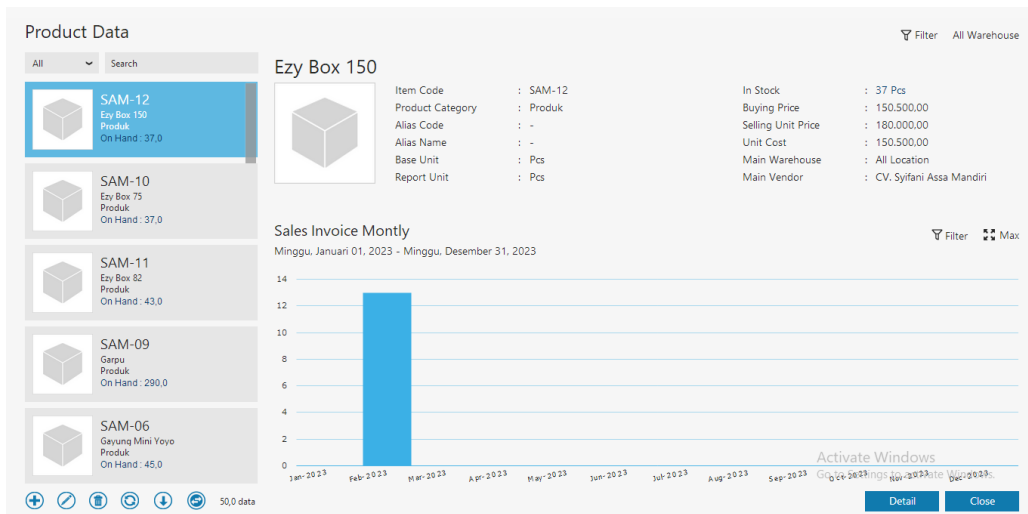 Product Data
Filter All Warehouse
All Search
SAM-12
Ezy Box 150
Produk
On Hand : 37,0
SAM-10
Ezy Box 75
Produk
On Hand : 37,0
SAM-11
Ezy Box 82
Produk
On Hand : 43,0
SAM-09
Garpu
Produk
On Hand : 290,0
SAM-06
Gayung Mini Yoyo
Produk
On Hand : 45,0
50,0 data
Ezy Box 150
Item Code : SAM-12
Product Category : Produk
Alias Code : -
Alias Name : -
Base Unit : Pcs
Report Unit : Pcs
In Stock : 37 Pcs
Buying Price : 150.500,00
Selling Unit Price : 180.000,00
Unit Cost : 150.500,00
Main Warehouse : All Location
Main Vendor : CV. Syifani Assa Mandiri
Sales Invoice Montly
Filter Max
Minggu, Januari 01, 2023 - Minggu, Desember 31, 2023
14
12
10
8
6
4
2
0
Jan-2023 Feb-2023 Mar-2023 Apr-2023 May-2023 Jun-2023 Jul-2023 Aug-2023 Sep-2023 Oct-2023 Nov-2023 Dec-2023
Activate Windows
Go to Settings to activate Windows.
Detail Close